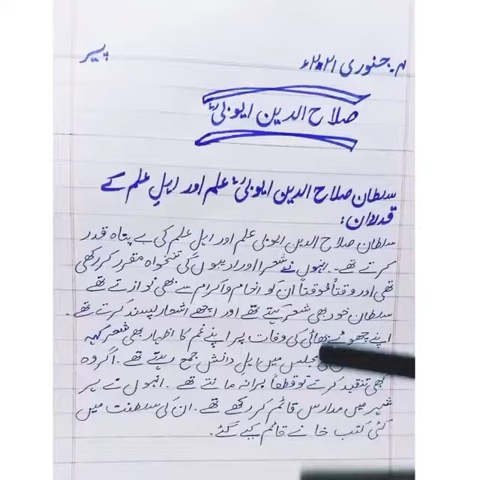 ۴۔ جنوری ۲۰۲۱ء پیر
صلاح الدین ایوبیؒ
سلطان صلاح الدین ایوبیؒ علم اور اہلِ علم کے
قدردان:
سلطان صلاح الدین ایوبی علم اور اہل علم کی بے پناہ قدر
کرتے تھے۔ انہوں نے شعرا اور ادیبوں کی تنخواہ مقرر کر رکھی
تھی اور وقتاً فوقتاً ان کو انعام و اکرام سے بھی نوازتے تھے
سلطان خود بھی شعر کہتے تھے اور اچھے اشعار پسند کرتے تھے۔
اپنے چھوٹے بھائی کی وفات پر اپنے غم کا اظہار بھی شعر کہہ
مجلس میں اہل دانش جمع رہتے تھے۔ اگر وہ
بھی تنقید کرتے تو قطعاً برا نہ مانتے تھے۔ انہوں نے ہر
شہر میں مدارس قائم کر رکھے تھے۔ ان کی سلطنت میں
کئی کتب خانے قائم کیے گئے۔